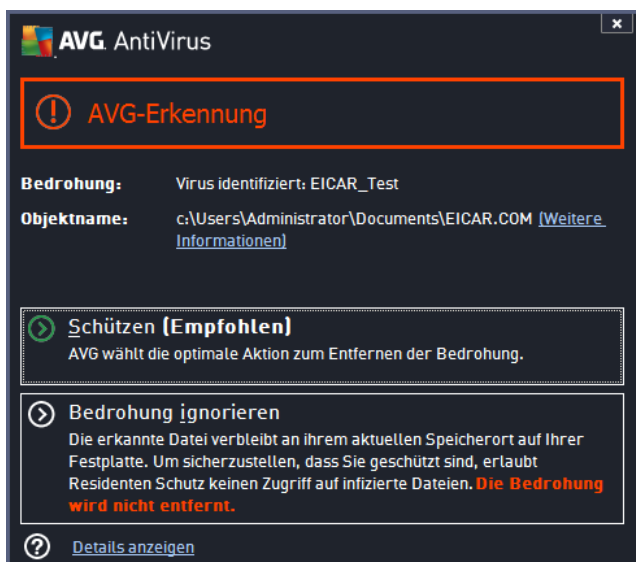 AVG AntiVirus
AVG-Erkennung
Bedrohung: Virus identifiziert: EICAR_Test
Objektname: c:\Users\Administrator\Documents\EICAR.COM (Weitere
Informationen)
Schützen (Empfohlen)
AVG wählt die optimale Aktion zum Entfernen der Bedrohung.
Bedrohung ignorieren
Die erkannte Datei verbleibt an ihrem aktuellen Speicherort auf Ihrer
Festplatte. Um sicherzustellen, dass Sie geschützt sind, erlaubt
Residenten Schutz keinen Zugriff auf infizierte Dateien. Die Bedrohung
wird nicht entfernt.
Details anzeigen